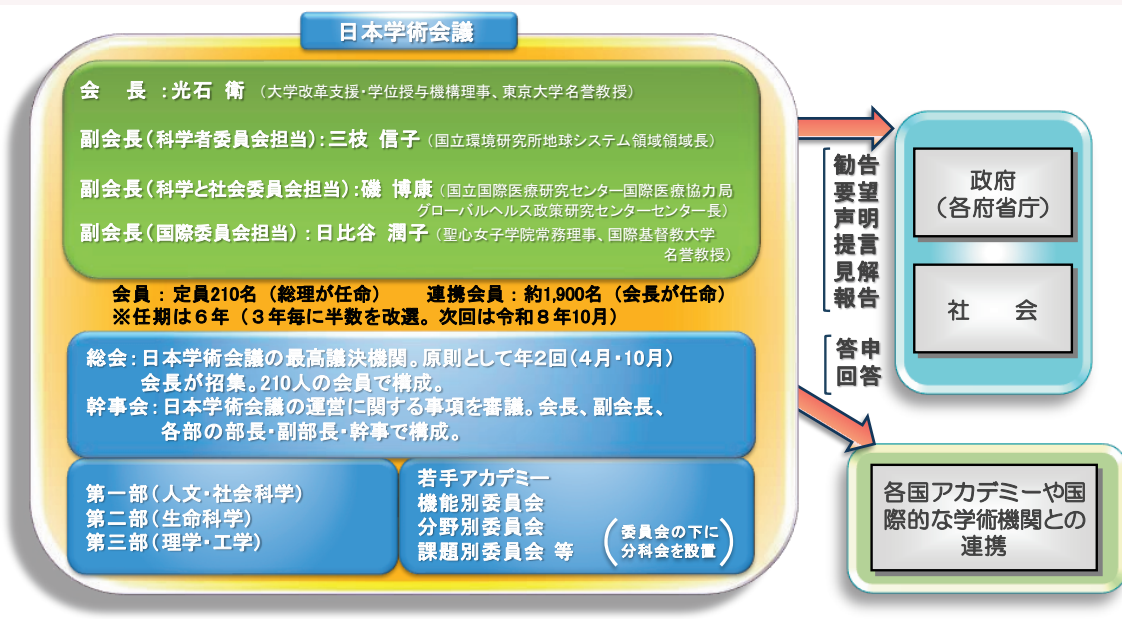 日本学術会議
会　長 ：光石 衛 （大学改革支援・学位授与機構理事、東京大学名誉教授）
副会長（科学者委員会担当）：三枝 信子（国立環境研究所地球システム領域領域長）
副会長（科学と社会委員会担当）：磯 博康（国立国際医療研究センター国際医療協力局
グローバルヘルス政策研究センターセンター長）
副会長（国際委員会担当）：日比谷 潤子（聖心女子学院常務理事、国際基督教大学
名誉教授）
会員：定員210名（総理が任命）　連携会員：約1,900名（会長が任命）
※任期は６年（３年毎に半数を改選。次回は令和８年10月）
総会：日本学術会議の最高議決機関。原則として年２回（４月・10月）
会長が招集。210人の会員で構成。
幹事会：日本学術会議の運営に関する事項を審議。会長、副会長、
各部の部長・副部長・幹事で構成。
第一部（人文・社会科学）
第二部（生命科学）
第三部（理学・工学）
若手アカデミー
機能別委員会
分野別委員会
課題別委員会 等
（委員会の下に
分科会を設置）
勧告
要望
声明
提言
見解
報告
答申
回答
政府
（各府省庁）
社　会
各国アカデミーや国
際的な学術機関との
連携